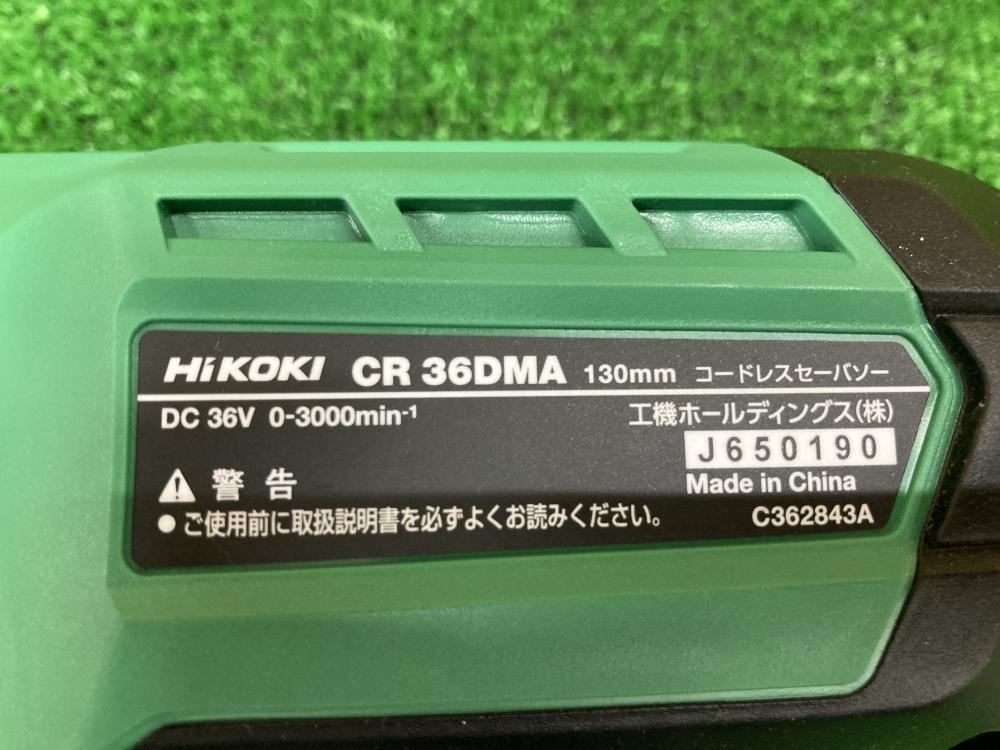 HiKOKI CR 36DMA 130mm コードレスセーバソー
DC 36V 0-3000min⁻¹ 工機ホールディングス(株)
J650190
警告 Made in China
●ご使用前に取扱説明書を必ずよくお読みください。 C362843A